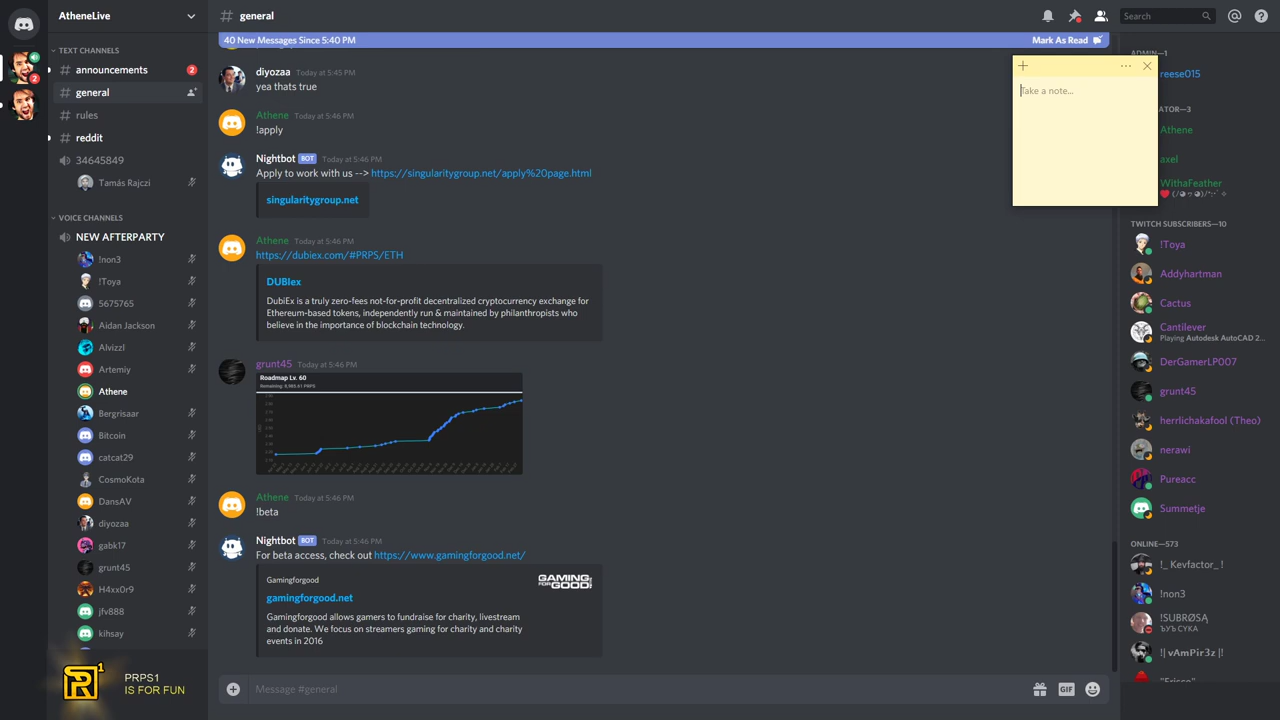 AtheneLive
TEXT CHANNELS
# announcements 2
# general
# rules
# reddit
34645849
Tamás Rajczi
VOICE CHANNELS
NEW AFTERPARTY
!non3
!Toya
5675765
Aidan Jackson
Alvizzl
Artemiy
Athene
Bergrisaar
Bitcoin
catcat29
CosmoKota
DansAV
diyozaa
gabk17
grunt45
H4xx0r9
jfv888
kihsay
PRPS1
IS FOR FUN
# general
Search
40 New Messages Since 5:40 PM
Mark As Read
diyozaa Today at 5:45 PM
yea thats true
Athene Today at 5:46 PM
!apply
Nightbot BOT Today at 5:46 PM
Apply to work with us --> https://singularitygroup.net/apply%20page.html
singularitygroup.net
Athene Today at 5:46 PM
https://dubiex.com/#PRPS/ETH
DUBIex
DubiEx is a truly zero-fees not-for-profit decentralized cryptocurrency exchange for
Ethereum-based tokens, independently run & maintained by philanthropists who
believe in the importance of blockchain technology.
grunt45 Today at 5:46 PM
Roadmap Lv. 60
Athene Today at 5:46 PM
!beta
Nightbot BOT Today at 5:46 PM
For beta access, check out https://www.gamingforgood.net/
Gamingforgood
GAMING
FOR GOOD
gamingforgood.net
Gamingforgood allows gamers to fundraise for charity, livestream
and donate. We focus on streamers gaming for charity and charity
events in 2016
Message #general
GIF
Take a note...
ADMIN—1
reese015
ATOR—3
Athene
axel
WithaFeather
TWITCH SUBSCRIBERS—10
!Toya
Addyhartman
Cactus
Cantilever
Playing Autodesk AutoCAD 2...
DerGamerLP007
grunt45
herrlichakafool (Theo)
nerawi
Pureacc
Summetje
ONLINE—573
!_ Kevfactor_ !
!non3
!SUBRØSĄ
ЪУЪ СУКА
!| vAmPir3z |!
"Frisco"